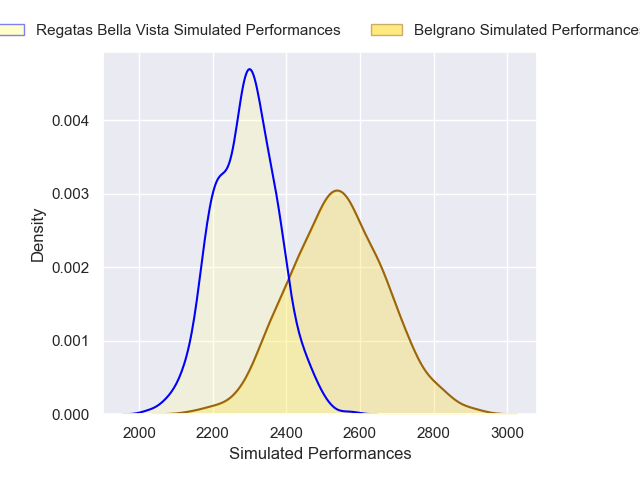 Regatas Bella Vista Simulated Performances
Belgrano Simulated Performance
0.004
0.003
0.002
0.001
0.000
Density
2000 2200 2400 2600 2800 3000
Simulated Performances